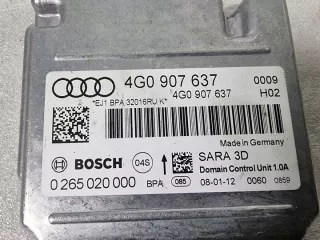 4G0 907 637 0009
*EJ1 BPA 32016RU K* 4G0 907 637 H02
Made in Germany
BOSCH 04S SARA 3D
Domain Control Unit 1.0A
0 265 020 000 BPA 085 08-01-12 0060 0859